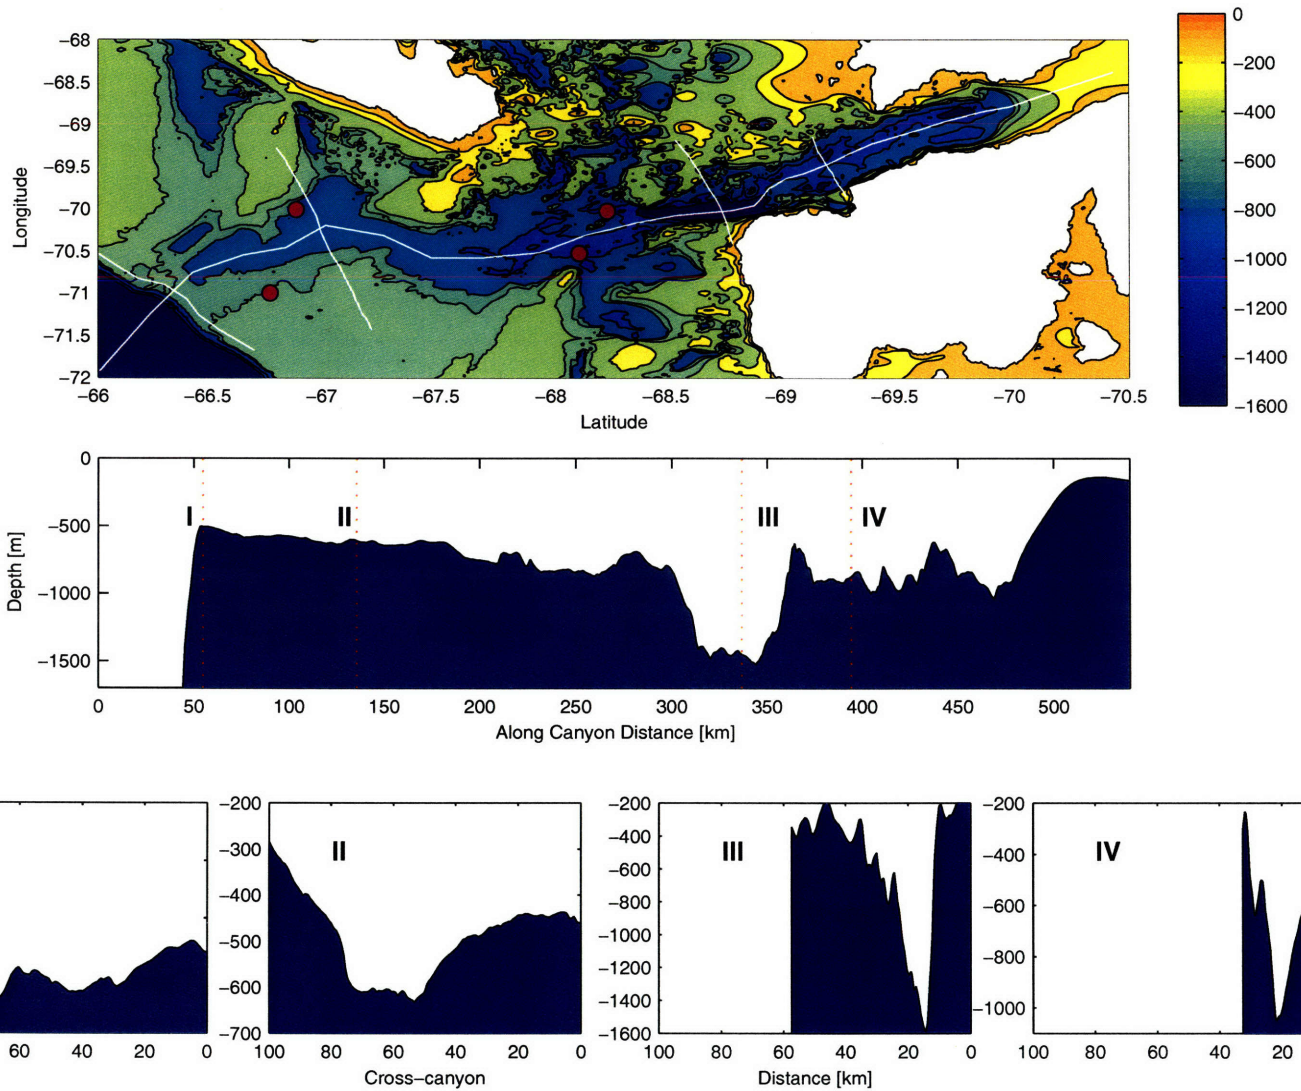 0
−200
−400
−600
−800
−1000
−1200
−1400
−1600
−68
−68.5
−69
−69.5
−70
−70.5
−71
−71.5
−72
Longitude
−66 −66.5 −67 −67.5 −68 −68.5 −69 −69.5 −70 −70.5
Latitude
0
−500
−1000
−1500
Depth [m]
I II III IV
0 50 100 150 200 250 300 350 400 450 500
Along Canyon Distance [km]
60 40 20 0
−200
−300
−400
−500
−600
−700
II
100 80 60 40 20 0
Cross−canyon
−200
−400
−600
−800
−1000
−1200
−1400
−1600
III
100 80 60 40 20 0
Distance [km]
−200
−400
−600
−800
−1000
IV
100 80 60 40 20